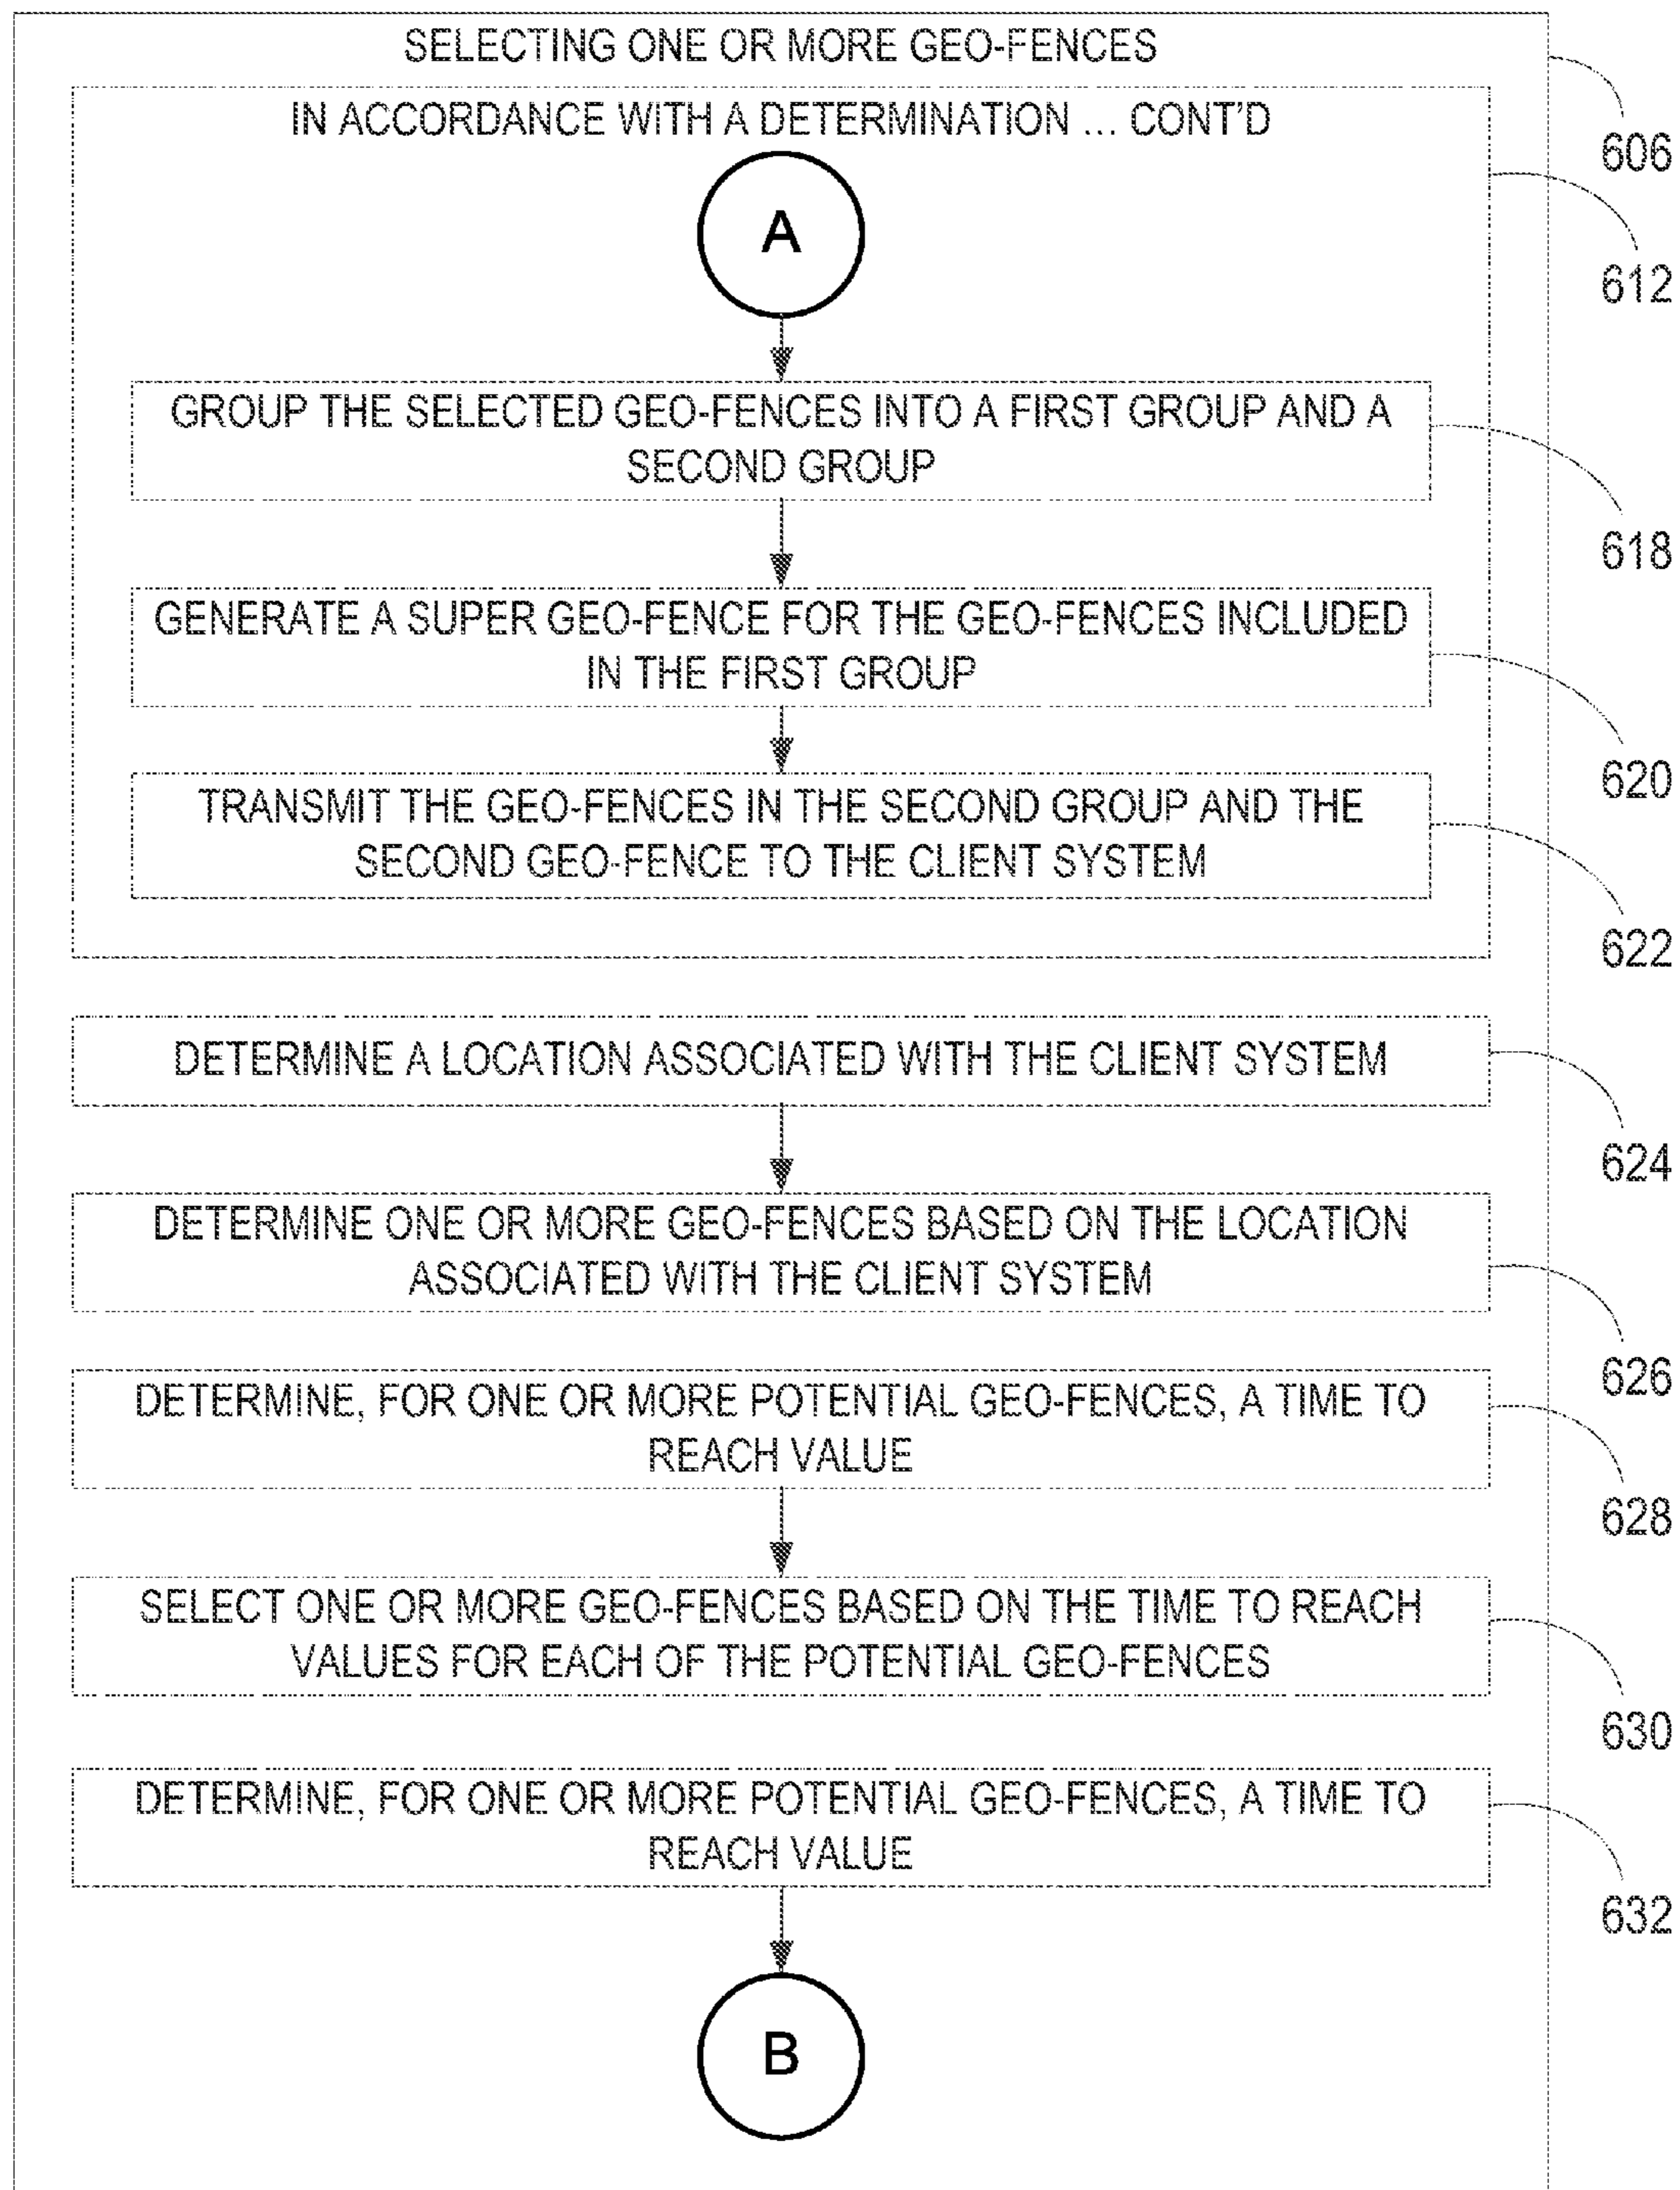 SELECTING ONE OR MORE GEO-FENCES
606
IN ACCORDANCE WITH A DETERMINATION ... CONT'D
612
A
GROUP THE SELECTED GEO-FENCES INTO A FIRST GROUP AND A
SECOND GROUP
618
GENERATE A SUPER GEO-FENCE FOR THE GEO-FENCES INCLUDED
IN THE FIRST GROUP
620
TRANSMIT THE GEO-FENCES IN THE SECOND GROUP AND THE
SECOND GEO-FENCE TO THE CLIENT SYSTEM
622
DETERMINE A LOCATION ASSOCIATED WITH THE CLIENT SYSTEM
624
DETERMINE ONE OR MORE GEO-FENCES BASED ON THE LOCATION
ASSOCIATED WITH THE CLIENT SYSTEM
626
DETERMINE, FOR ONE OR MORE POTENTIAL GEO-FENCES, A TIME TO
REACH VALUE
628
SELECT ONE OR MORE GEO-FENCES BASED ON THE TIME TO REACH
VALUES FOR EACH OF THE POTENTIAL GEO-FENCES
630
DETERMINE, FOR ONE OR MORE POTENTIAL GEO-FENCES, A TIME TO
REACH VALUE
632
B